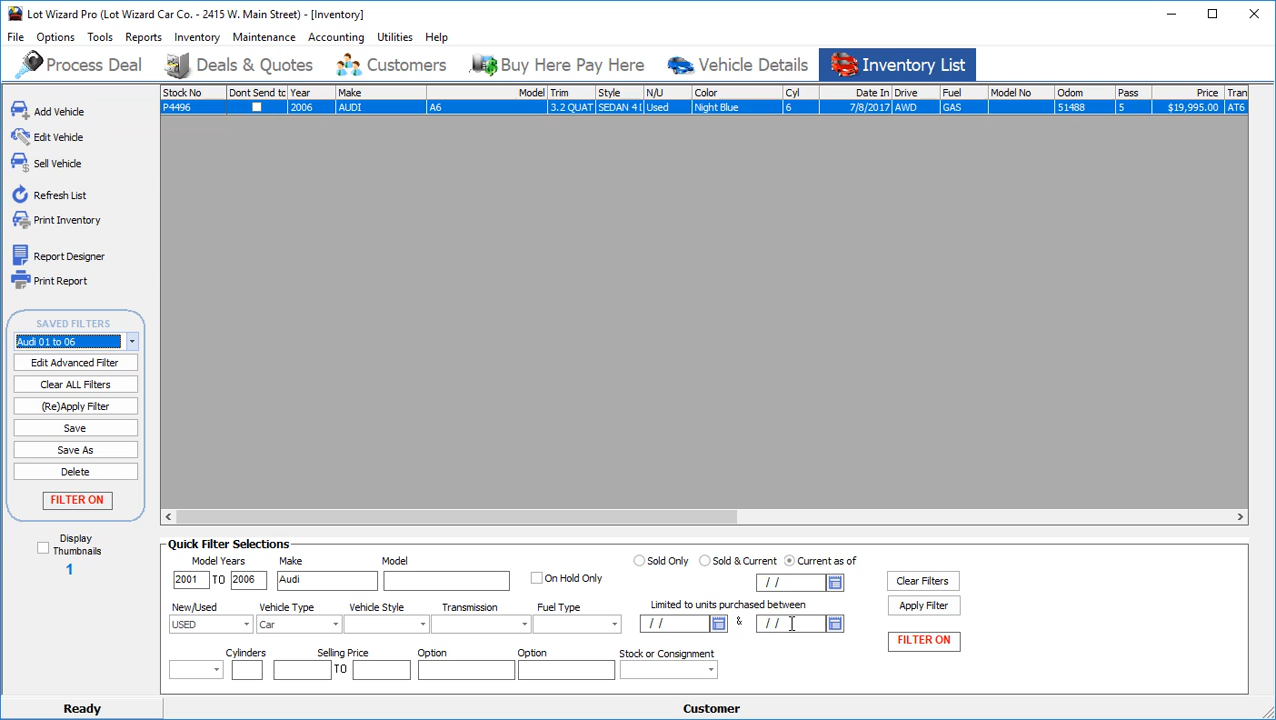 Lot Wizard Pro (Lot Wizard Car Co. - 2415 W. Main Street) - [Inventory]
File Options Tools Reports Inventory Maintenance Accounting Utilities Help
Process Deal Deals & Quotes Customers Buy Here Pay Here Vehicle Details Inventory List
Stock No Dont Send to Year Make Model Trim Style N/U Color Cyl Date In Drive Fuel Model No Odom Pass Price Tran
P4496 2006 AUDI A6 3.2 QUAT SEDAN 4 Used Night Blue 6 7/8/2017 AWD GAS 51488 5 $19,995.00 AT6
Add Vehicle
Edit Vehicle
Sell Vehicle
Refresh List
Print Inventory
Report Designer
Print Report
SAVED FILTERS
Audi 01 to 06
Edit Advanced Filter
Clear ALL Filters
(Re)Apply Filter
Save
Save As
Delete
FILTER ON
Display
Thumbnails
1
Quick Filter Selections
Model Years Make Model Sold Only Sold & Current Current as of
2001 TO 2006 Audi On Hold Only / / Clear Filters
New/Used Vehicle Type Vehicle Style Transmission Fuel Type Limited to units purchased between Apply Filter
USED Car / / & / /
FILTER ON
Cylinders Selling Price Option Option Stock or Consignment
TO
Ready Customer